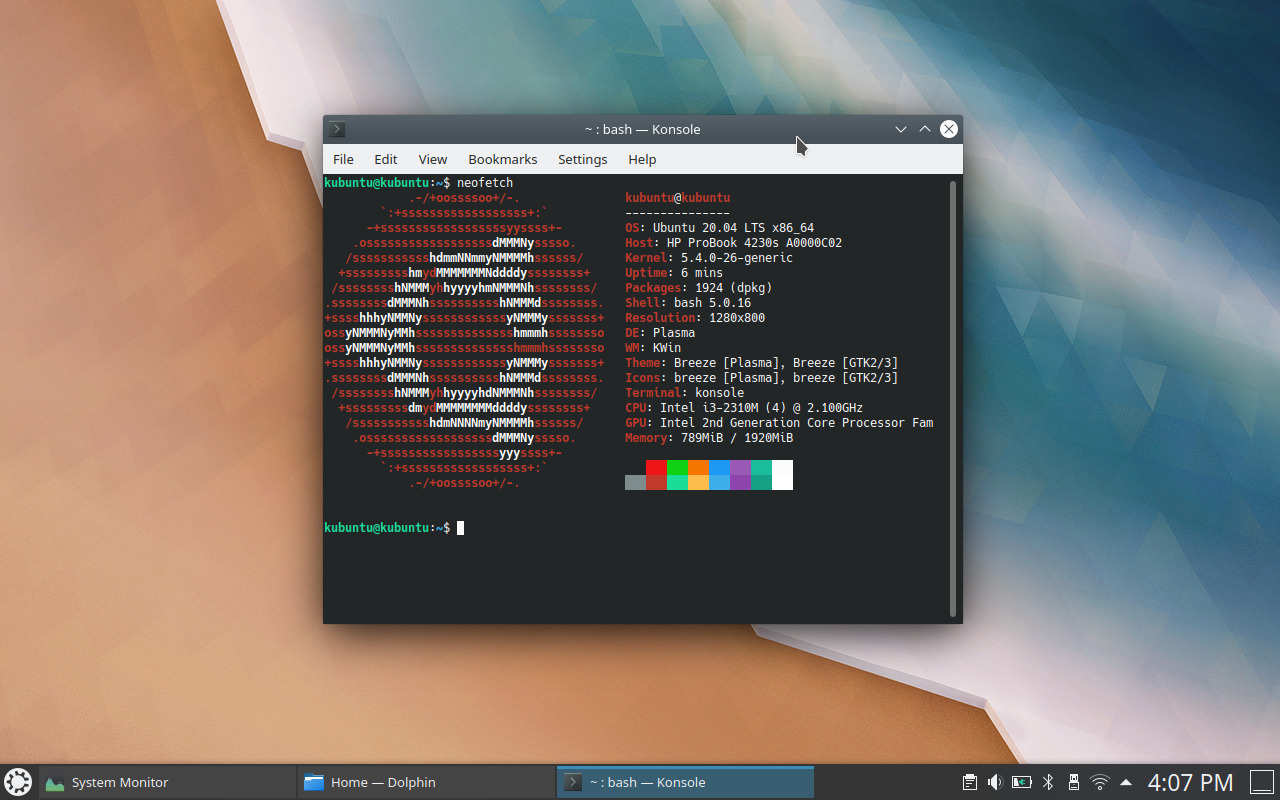 ~ : bash — Konsole
File Edit View Bookmarks Settings Help
kubuntu@kubuntu:~$ neofetch
.-/+oossssoo+/-. kubuntu@kubuntu
`:+ssssssssssssssssss+:` ---------------
-+ssssssssssssssssssyyssss+- OS: Ubuntu 20.04 LTS x86_64
.ossssssssssssssssssdMMMNysssso. Host: HP ProBook 4230s A0000C02
/ssssssssssshdmmNNmmyNMMMMhssssss/ Kernel: 5.4.0-26-generic
+ssssssssshmydMMMMMMMNddddyssssssss+ Uptime: 6 mins
/sssssssshNMMMyhhyyyyhmNMMMNhssssssss/ Packages: 1924 (dpkg)
.ssssssssdMMMNhsssssssssshNMMMdssssssss. Shell: bash 5.0.16
+sssshhhyNMMNyssssssssssssyNMMMysssssss+ Resolution: 1280x800
ossyNMMMNyMMhsssssssssssssshmmmhssssssso DE: Plasma
ossyNMMMNyMMhsssssssssssssshmmmhssssssso WM: KWin
+sssshhhyNMMNyssssssssssssyNMMMysssssss+ Theme: Breeze [Plasma], Breeze [GTK2/3]
.ssssssssdMMMNhsssssssssshNMMMdssssssss. Icons: breeze [Plasma], breeze [GTK2/3]
/sssssssshNMMMyhhyyyyhdNMMMNhssssssss/ Terminal: konsole
+sssssssssdmydMMMMMMMMddddyssssssss+ CPU: Intel i3-2310M (4) @ 2.100GHz
/ssssssssssshdmNNNNmyNMMMMhssssss/ GPU: Intel 2nd Generation Core Processor Fam
.ossssssssssssssssssdMMMNysssso. Memory: 789MiB / 1920MiB
-+sssssssssssssssssyyyssss+-
`:+ssssssssssssssssss+:`
.-/+oossssoo+/-.
kubuntu@kubuntu:~$
System Monitor Home — Dolphin ~ : bash — Konsole 4:07 PM